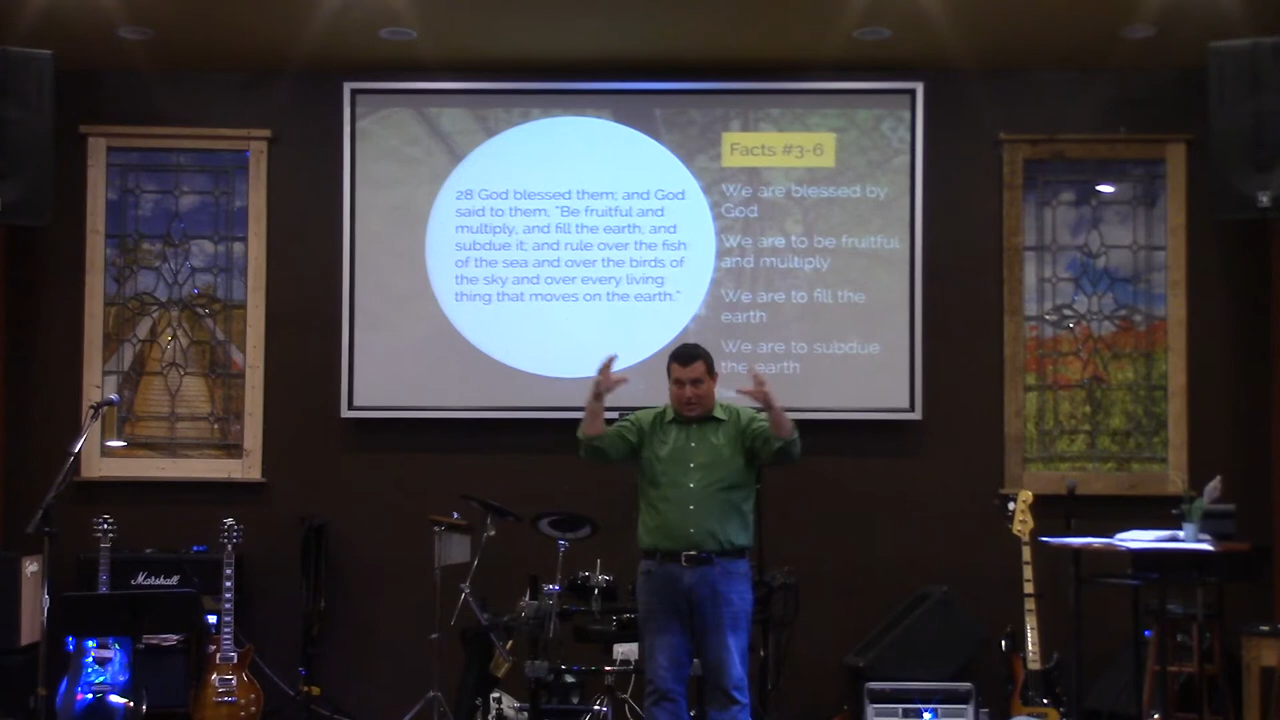 28 God blessed them; and God
said to them, "Be fruitful and
multiply, and fill the earth, and
subdue it; and rule over the fish
of the sea and over the birds of
the sky and over every living
thing that moves on the earth."
Facts #3-6
We are blessed by
God
We are to be fruitful
and multiply
We are to fill the
earth
We are to subdue
the earth
Marshall